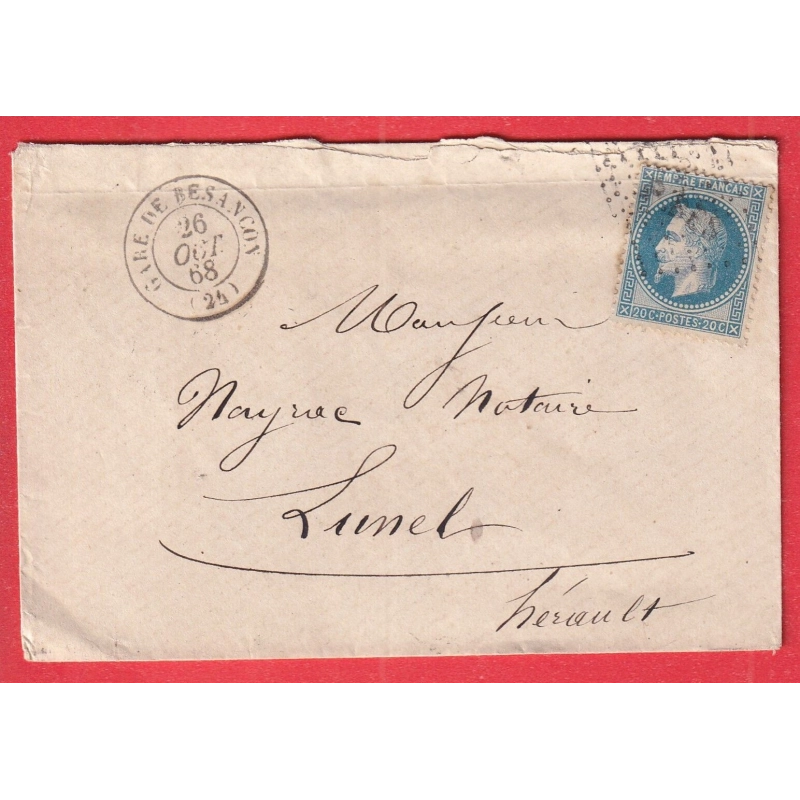 GARE DE BESANCON
26
OCT
68
(24)
EMPIRE FRANCAIS
20C·POSTES·20C
Monsieur
Nayrac Notaire
Lunel
hérault